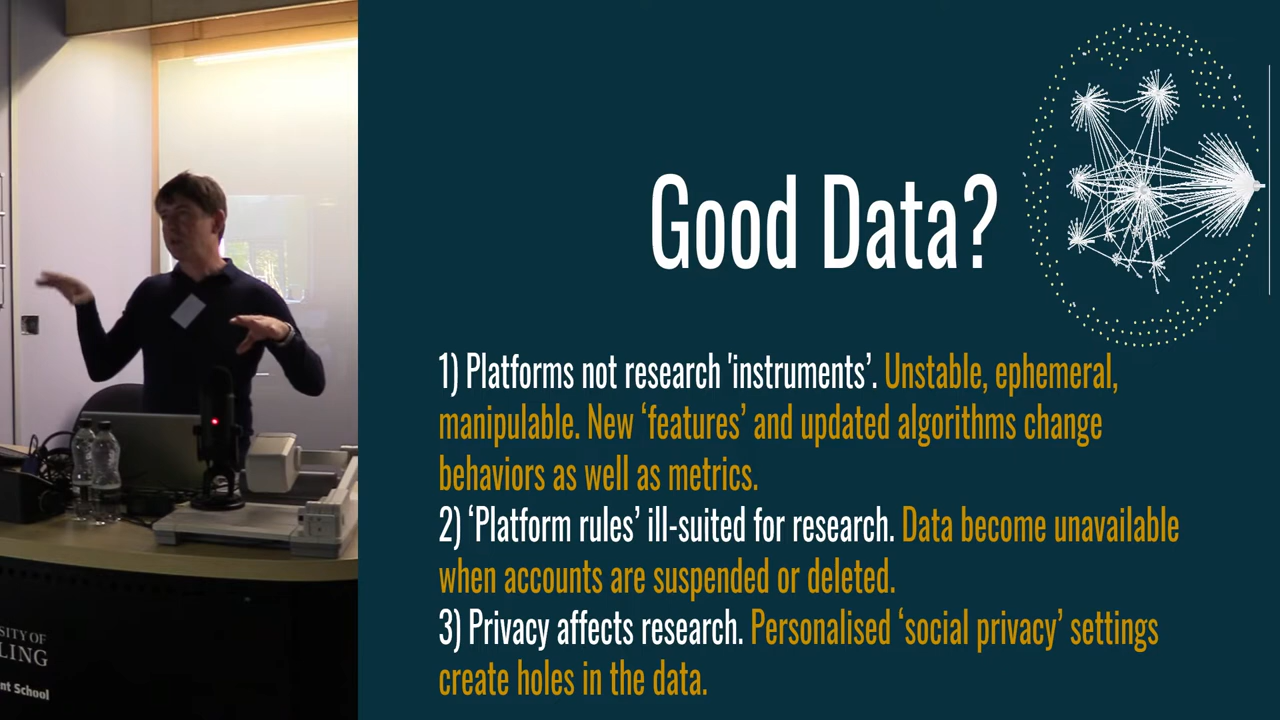 Good Data?
1) Platforms not research 'instruments’. Unstable, ephemeral,
manipulable. New ‘features’ and updated algorithms change
behaviors as well as metrics.
2) ‘Platform rules’ ill-suited for research. Data become unavailable
when accounts are suspended or deleted.
3) Privacy affects research. Personalised ‘social privacy’ settings
create holes in the data.
SITY OF
LING
nt School